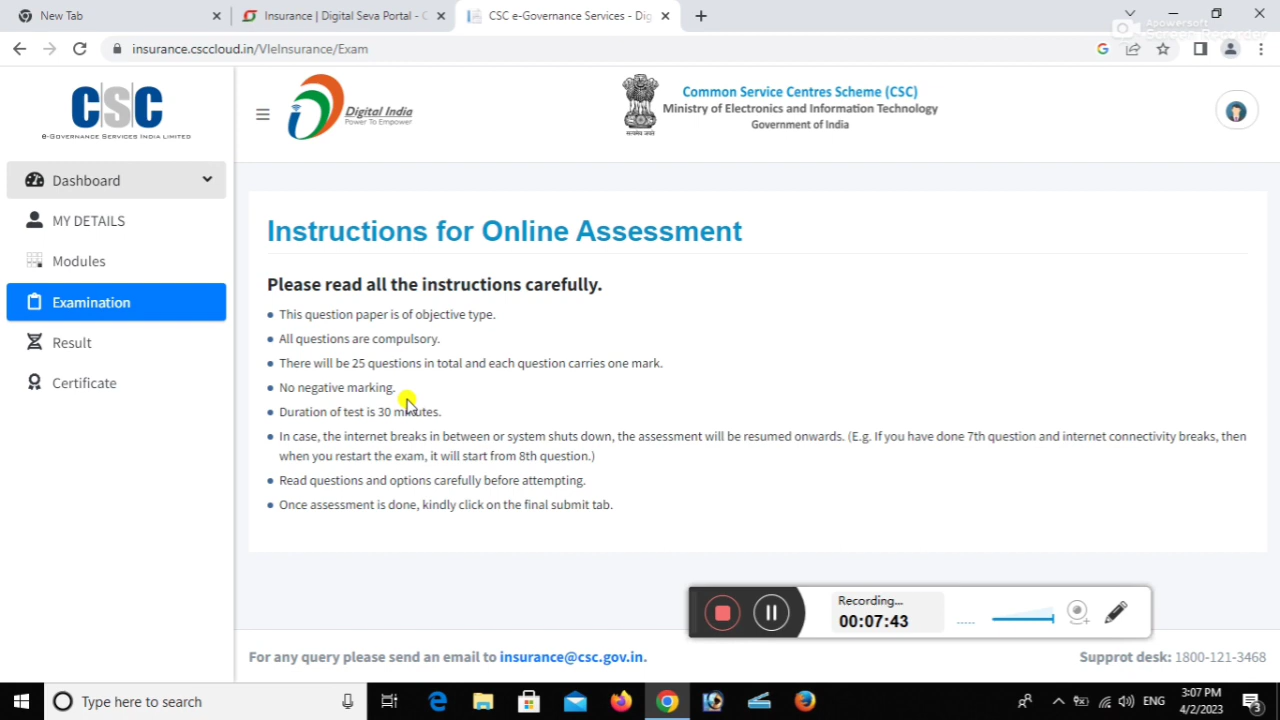 New Tab
Insurance | Digital Seva Portal - C
CSC e-Governance Services - Dig
Apowersoft
Screen Recorder
insurance.csccloud.in/VleInsurance/Exam
CSC
e-GOVERNANCE SERVICES INDIA LIMITED
Digital India
Power To Empower
सत्यमेव जयते
Common Service Centres Scheme (CSC)
Ministry of Electronics and Information Technology
Government of India
Dashboard
MY DETAILS
Modules
Examination
Result
Certificate
Instructions for Online Assessment
Please read all the instructions carefully.
This question paper is of objective type.
All questions are compulsory.
There will be 25 questions in total and each question carries one mark.
No negative marking.
Duration of test is 30 minutes.
In case, the internet breaks in between or system shuts down, the assessment will be resumed onwards. (E.g. If you have done 7th question and internet connectivity breaks, then
when you restart the exam, it will start from 8th question.)
Read questions and options carefully before attempting.
Once assessment is done, kindly click on the final submit tab.
Recording...
00:07:43
For any query please send an email to insurance@csc.gov.in.
Supprot desk: 1800-121-3468
Type here to search
ENG
3:07 PM
4/2/2023
3